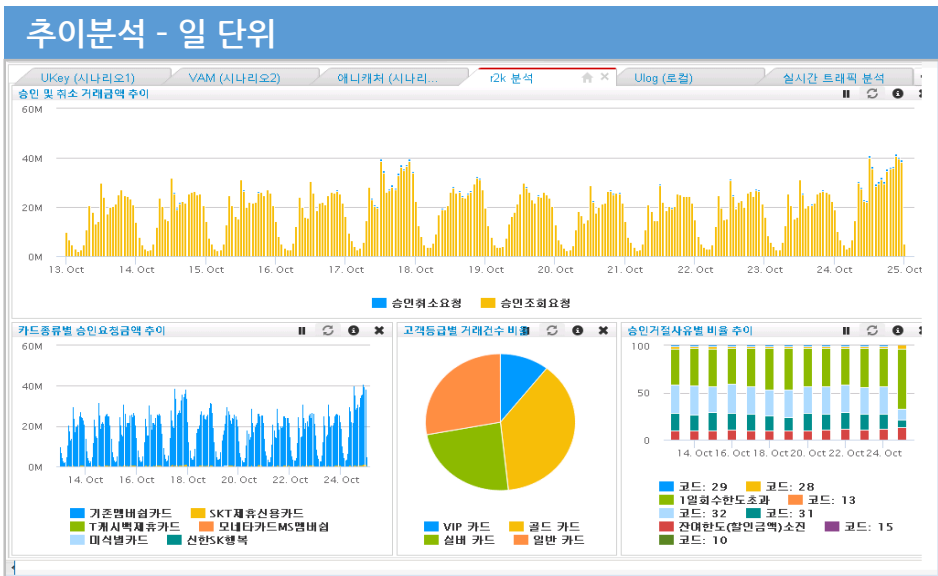 추이분석 - 일 단위
UKey (시나리오1)
VAM (시나리오2)
애니캐처 (시나리...
r2k 분석
Ulog (로컬)
실시간 트래픽 분석
승인 및 취소 거래금액 추이
60M
40M
20M
0M
13. Oct 14. Oct 15. Oct 16. Oct 17. Oct 18. Oct 19. Oct 20. Oct 21. Oct 22. Oct 23. Oct 24. Oct 25. Oct
승인취소요청 승인조회요청
카드종류별 승인요청금액 추이
60M
40M
20M
0M
14. Oct 16. Oct 18. Oct 20. Oct 22. Oct 24. Oct
기존멤버쉽카드 SKT제휴신용카드
T캐시백제휴카드 모네타카드MS멤버쉽
미식별카드 신한SK행복
고객등급별 거래건수 비율
VIP 카드 골드 카드
실버 카드 일반 카드
승인거절사유별 비율 추이
100
50
0
14. Oct 16. Oct 18. Oct 20. Oct 22. Oct 24. Oct
코드: 29 코드: 28
1일회수한도초과 코드: 13
코드: 32 코드: 31
잔여한도(할인금액)소진 코드: 15
코드: 10